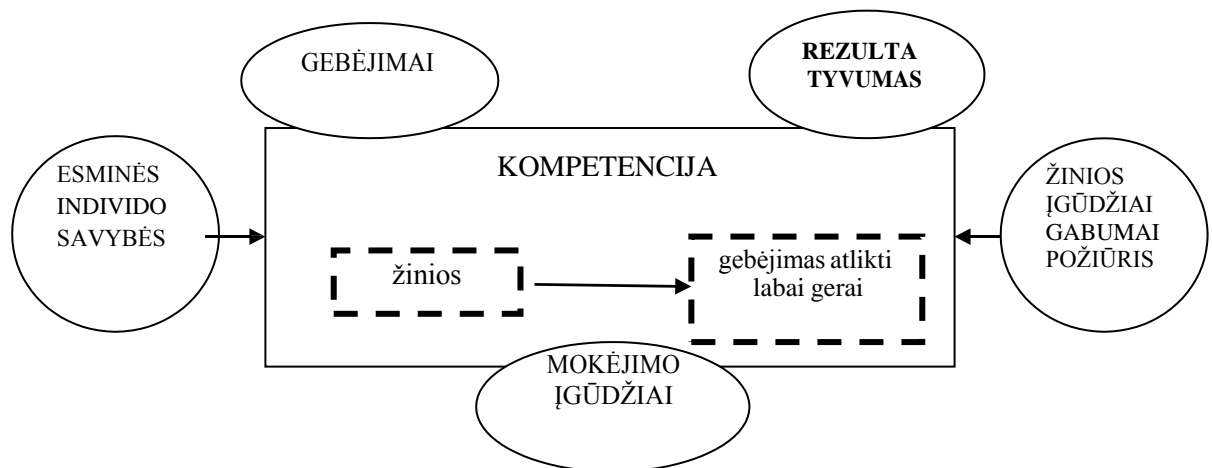 GEBĖJIMAI
REZULTA
TYVUMAS
ESMINĖS
INDIVIDO
SAVYBĖS
KOMPETENCIJA
ŽINIOS
ĮGŪDŽIAI
GABUMAI
POŽIŪRIS
žinios
gebėjimas atlikti
labai gerai
MOKĖJIMO
ĮGŪDŽIAI